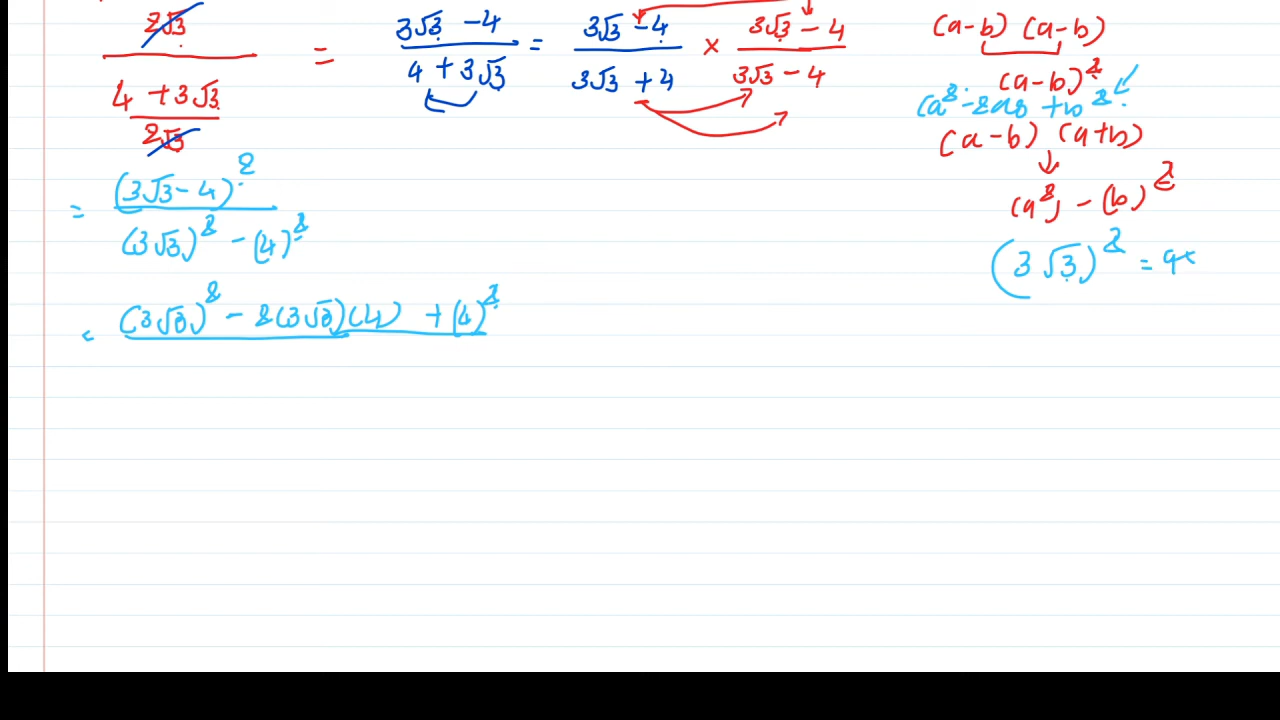 2√3 / (4 + 3√3) / 2√3 = (3√3 - 4) / (4 + 3√3) = (3√3 - 4) / (3√3 + 4) × (3√3 - 4) / (3√3 - 4)
= (3√3 - 4)² / (3√3)² - (4)²
= (3√3)² - 2(3√3)(4) + (4)²
(a-b) (a-b)
(a-b)²
(a² - 2ab + b²
(a-b) (a+b)
(a²) - (b)²
(3√3)² = 9×